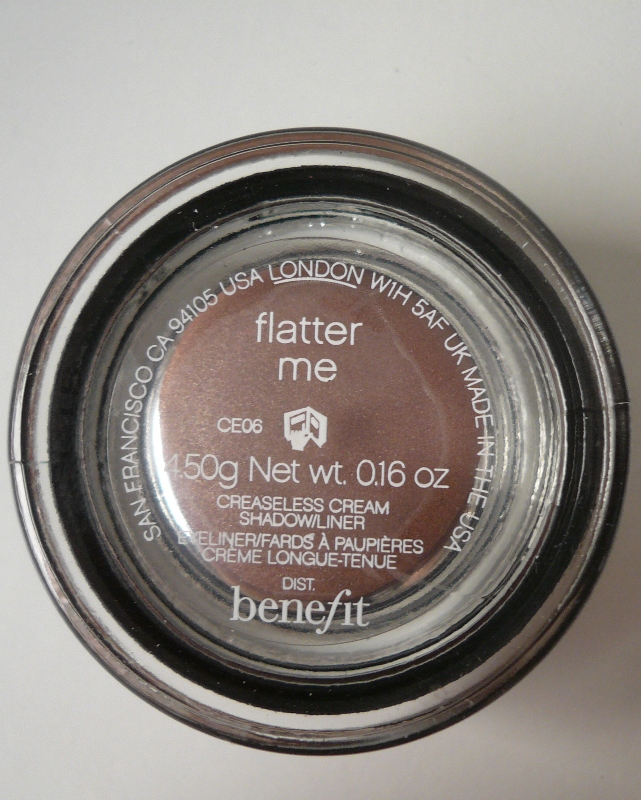 SAN FRANCISCO CA 94105 USA LONDON W1H 5AF UK MADE IN THE USA
flatter
me
CE06
4.50g Net wt. 0.16 oz
CREASELESS CREAM
SHADOW/LINER
EYELINER/FARDS À PAUPIÈRES
CRÈME LONGUE-TENUE
DIST.
benefit